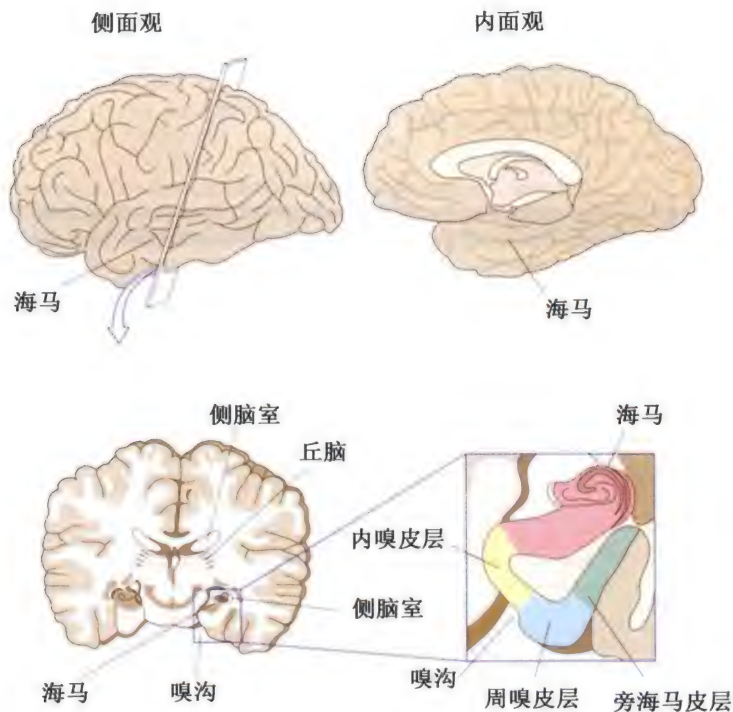 侧面观
内面观
海马
海马
侧脑室
丘脑
海马
内嗅皮层
侧脑室
海马
嗅沟
嗅沟
周嗅皮层
旁海马皮层